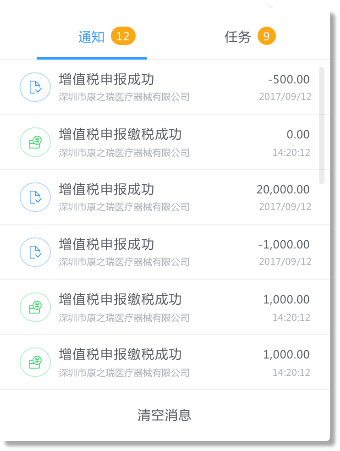 通知 12 任务 9
增值税申报成功 -500.00
深圳市康之瑞医疗器械有限公司 2017/09/12
增值税申报缴税成功 0.00
深圳市康之瑞医疗器械有限公司 14:20:12
增值税申报成功 20,000.00
深圳市康之瑞医疗器械有限公司 2017/09/12
增值税申报成功 -1,000.00
深圳市康之瑞医疗器械有限公司 2017/09/12
增值税申报缴税成功 1,000.00
深圳市康之瑞医疗器械有限公司 14:20:12
增值税申报缴税成功 1,000.00
深圳市康之瑞医疗器械有限公司 14:20:12
清空消息